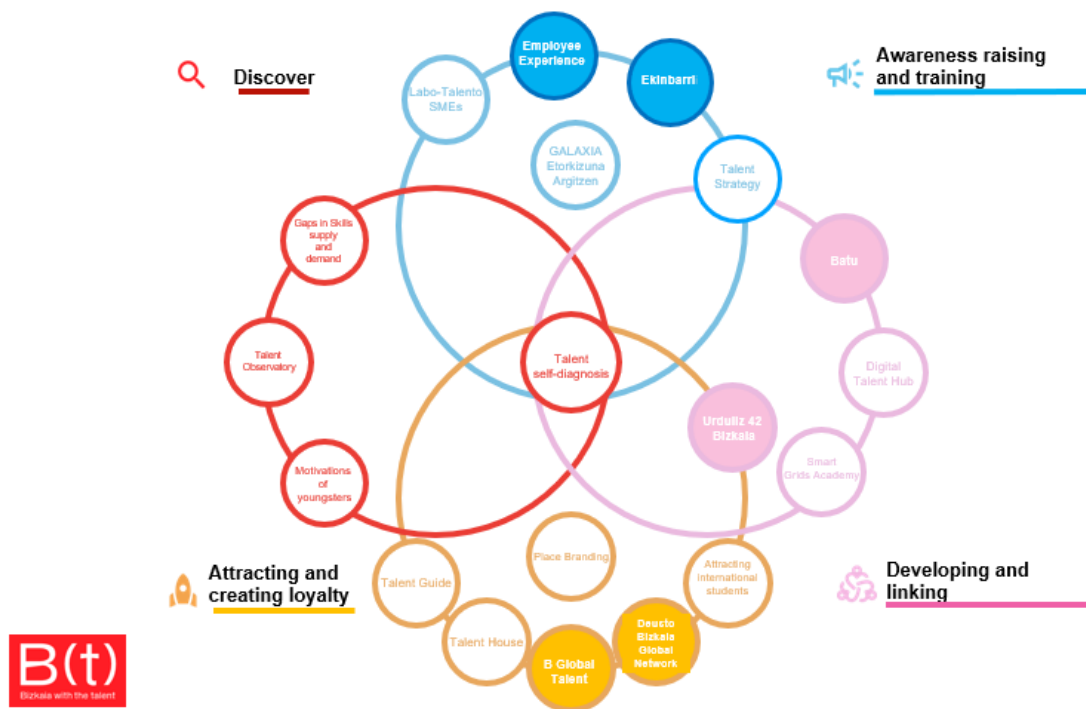 Discover
Awareness raising
and training
Employee
Experience
Ekinbarri
Labo-Talento
SMEs
GALAXIA
Etorkizuna
Argitzen
Talent
Strategy
Gaps in Skills
supply
and
demand
Batu
Talent
Observatory
Talent
self-diagnosis
Digital
Talent Hub
Urduliz 42
Bizkaia
Motivations
of
youngsters
Smart
Grids Academy
Attracting and
creating loyalty
Talent Guide
Place Branding
Attracting
International
students
Developing and
linking
Talent House
B Global
Talent
Deusto
Bizkaia
Global
Network
B(t)
Bizkaia with the talent